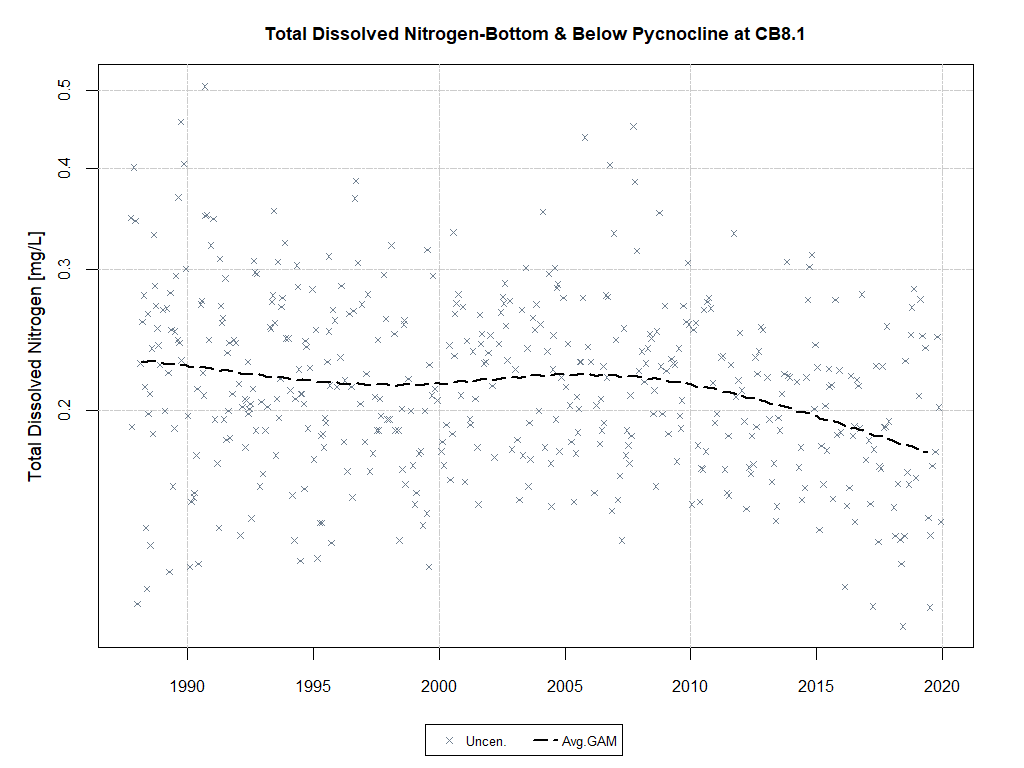 Total Dissolved Nitrogen-Bottom & Below Pycnocline at CB8.1
Total Dissolved Nitrogen [mg/L]
0.5
0.4
0.3
0.2
1990 1995 2000 2005 2010 2015 2020
Uncen. Avg.GAM